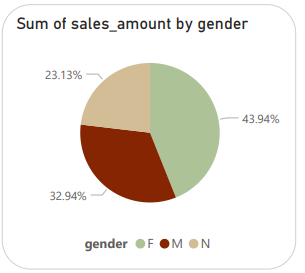 Sum of sales_amount by gender
23.13%
43.94%
32.94%
gender F M N